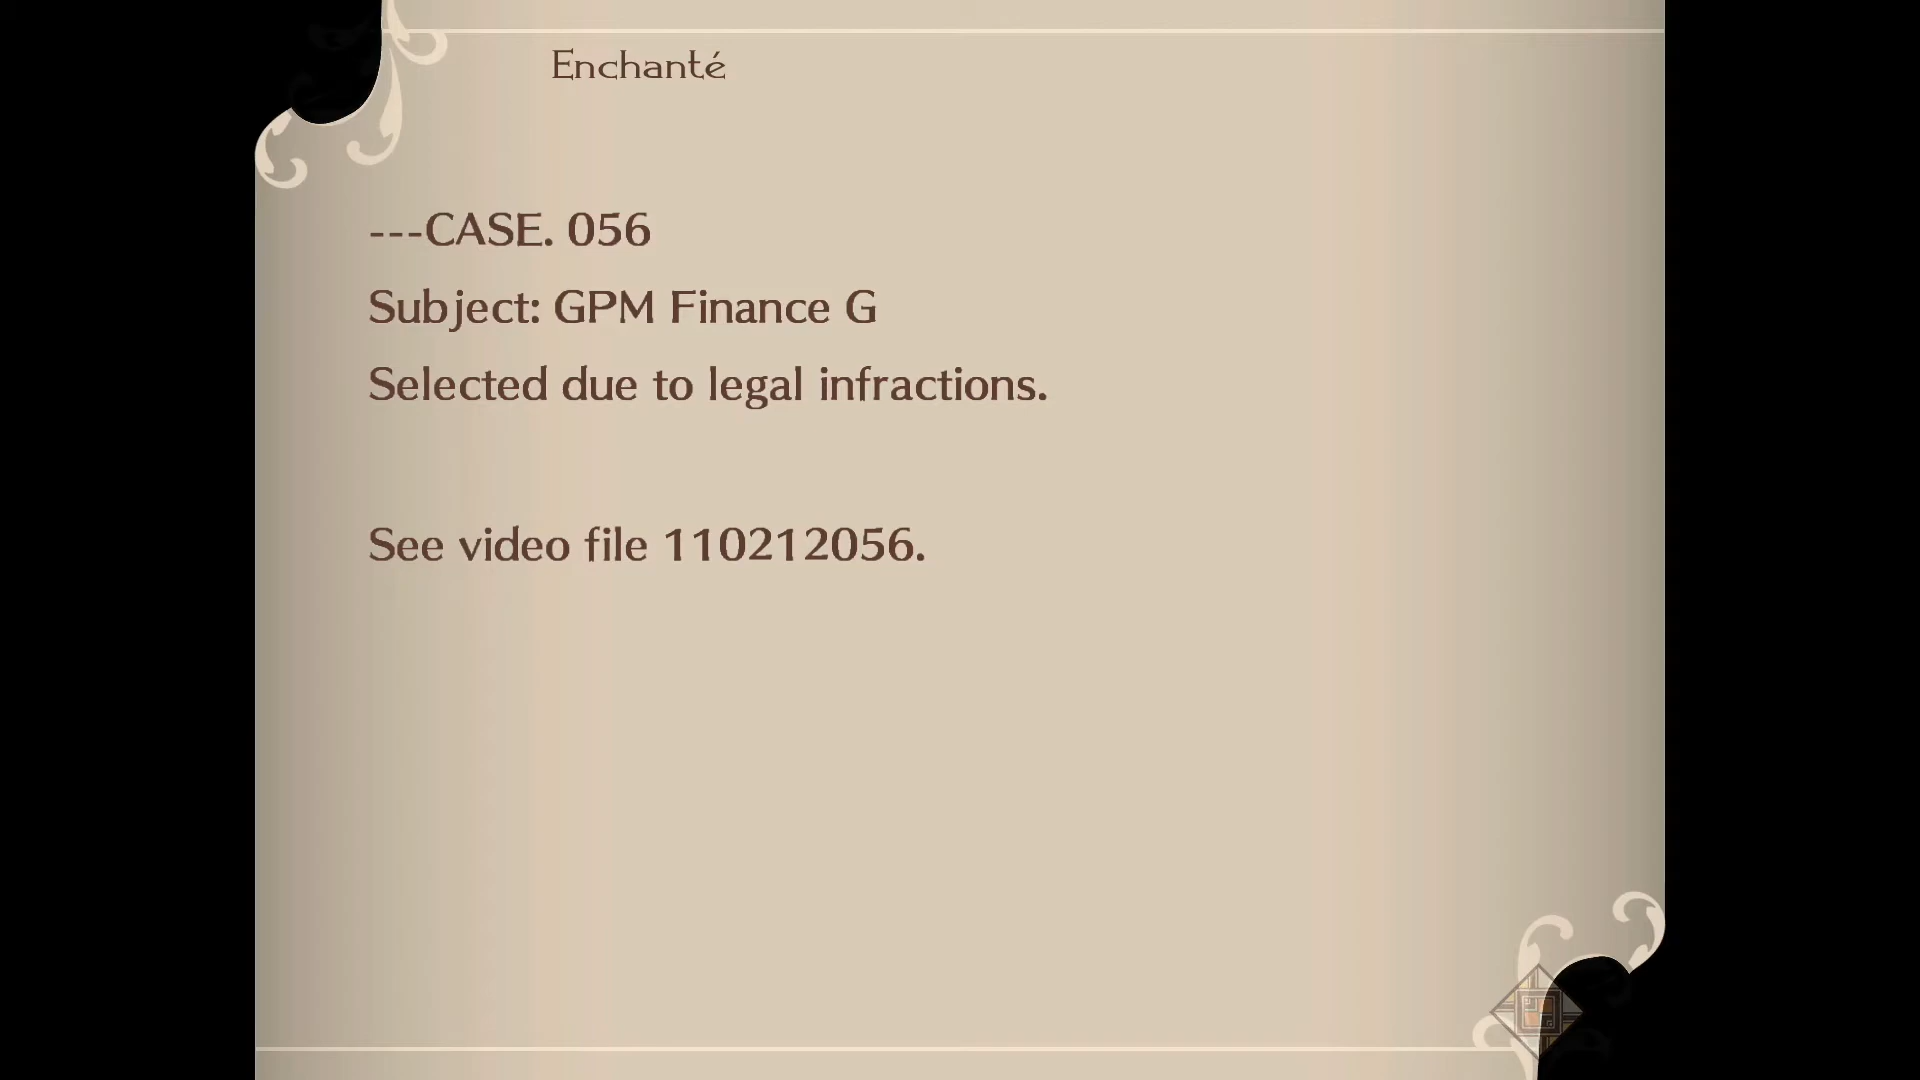 Enchanté
---CASE. 056
Subject: GPM Finance G
Selected due to legal infractions.
See video file 110212056.